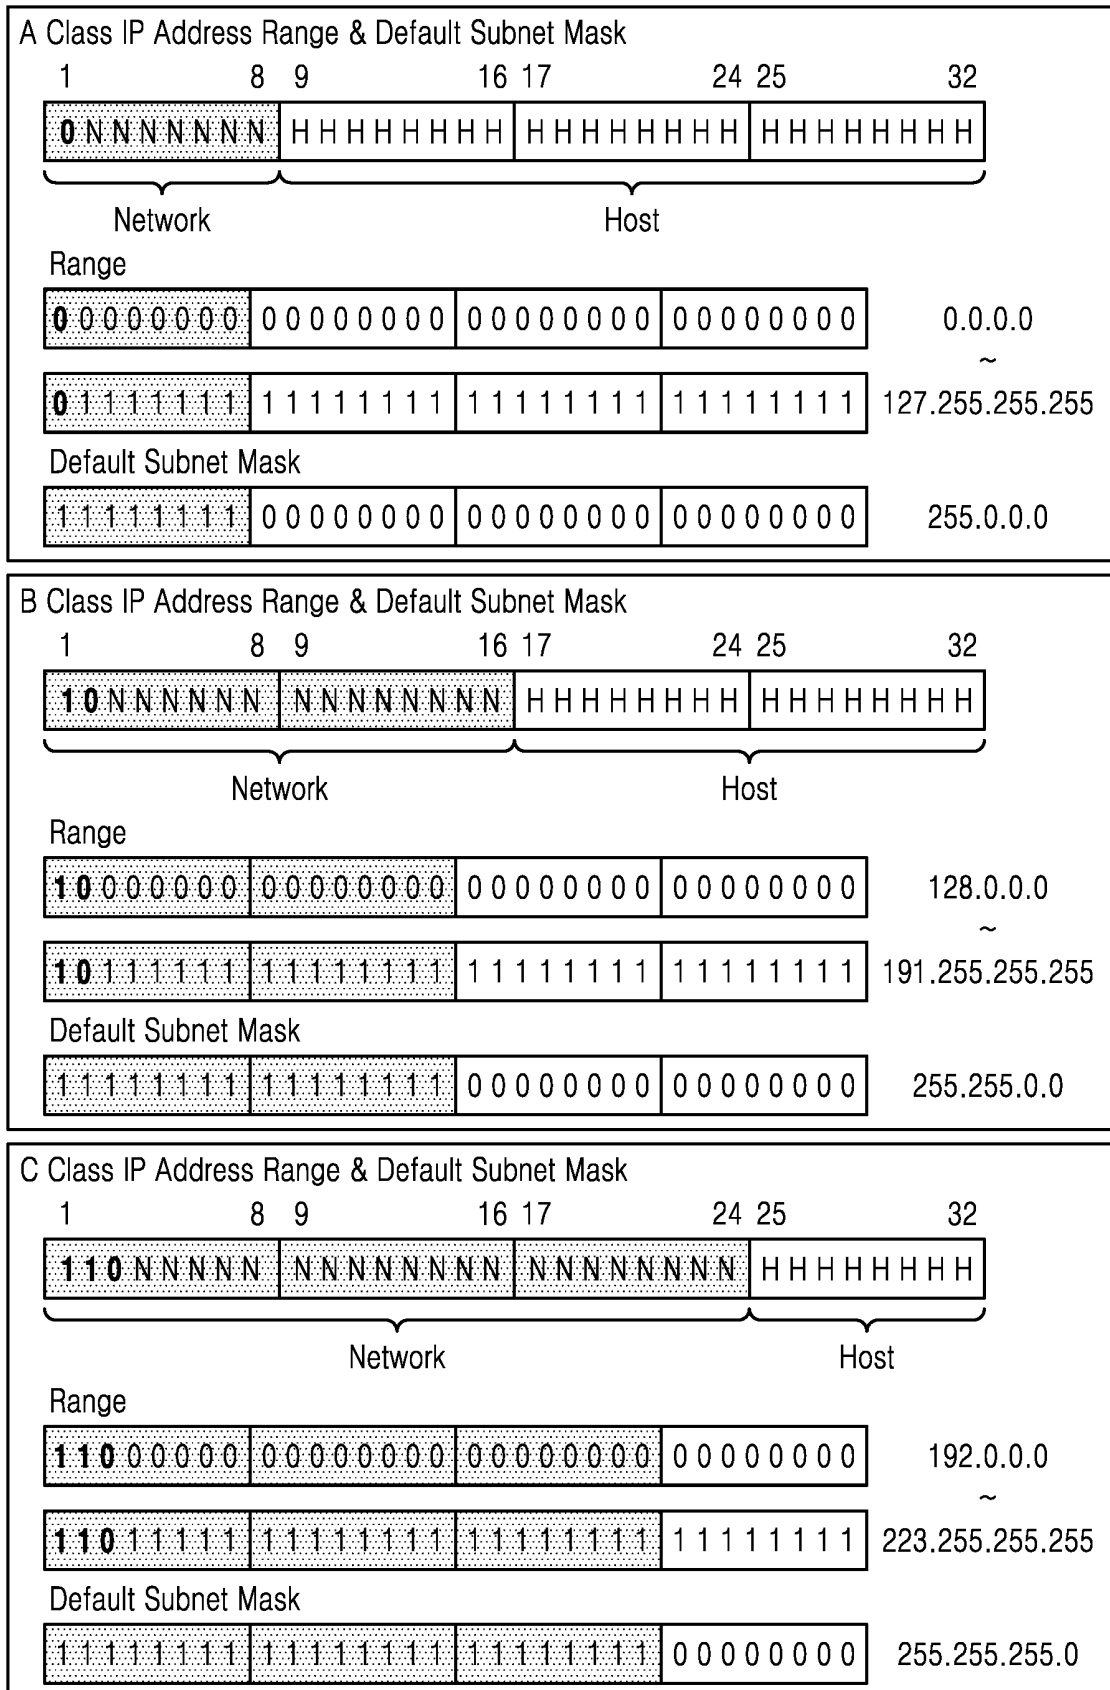 A Class IP Address Range & Default Subnet Mask
1 8 9 16 17 24 25 32
0 N N N N N N N H H H H H H H H H H H H H H H H H H H H H H H H
Network Host
Range
0 0 0 0 0 0 0 0 0 0 0 0 0 0 0 0 0 0 0 0 0 0 0 0 0 0 0 0 0 0 0 0 0.0.0.0
~
0 1 1 1 1 1 1 1 1 1 1 1 1 1 1 1 1 1 1 1 1 1 1 1 1 1 1 1 1 1 1 1 127.255.255.255
Default Subnet Mask
1 1 1 1 1 1 1 1 0 0 0 0 0 0 0 0 0 0 0 0 0 0 0 0 0 0 0 0 0 0 0 0 255.0.0.0
B Class IP Address Range & Default Subnet Mask
1 8 9 16 17 24 25 32
1 0 N N N N N N N N N N N N N N H H H H H H H H H H H H H H H H
Network Host
Range
1 0 0 0 0 0 0 0 0 0 0 0 0 0 0 0 0 0 0 0 0 0 0 0 0 0 0 0 0 0 0 0 128.0.0.0
~
1 0 1 1 1 1 1 1 1 1 1 1 1 1 1 1 1 1 1 1 1 1 1 1 1 1 1 1 1 1 1 1 191.255.255.255
Default Subnet Mask
1 1 1 1 1 1 1 1 1 1 1 1 1 1 1 1 0 0 0 0 0 0 0 0 0 0 0 0 0 0 0 0 255.255.0.0
C Class IP Address Range & Default Subnet Mask
1 8 9 16 17 24 25 32
1 1 0 N N N N N N N N N N N N N N N N N N N N N H H H H H H H H
Network Host
Range
1 1 0 0 0 0 0 0 0 0 0 0 0 0 0 0 0 0 0 0 0 0 0 0 0 0 0 0 0 0 0 0 192.0.0.0
~
1 1 0 1 1 1 1 1 1 1 1 1 1 1 1 1 1 1 1 1 1 1 1 1 1 1 1 1 1 1 1 1 223.255.255.255
Default Subnet Mask
1 1 1 1 1 1 1 1 1 1 1 1 1 1 1 1 1 1 1 1 1 1 1 1 0 0 0 0 0 0 0 0 255.255.255.0